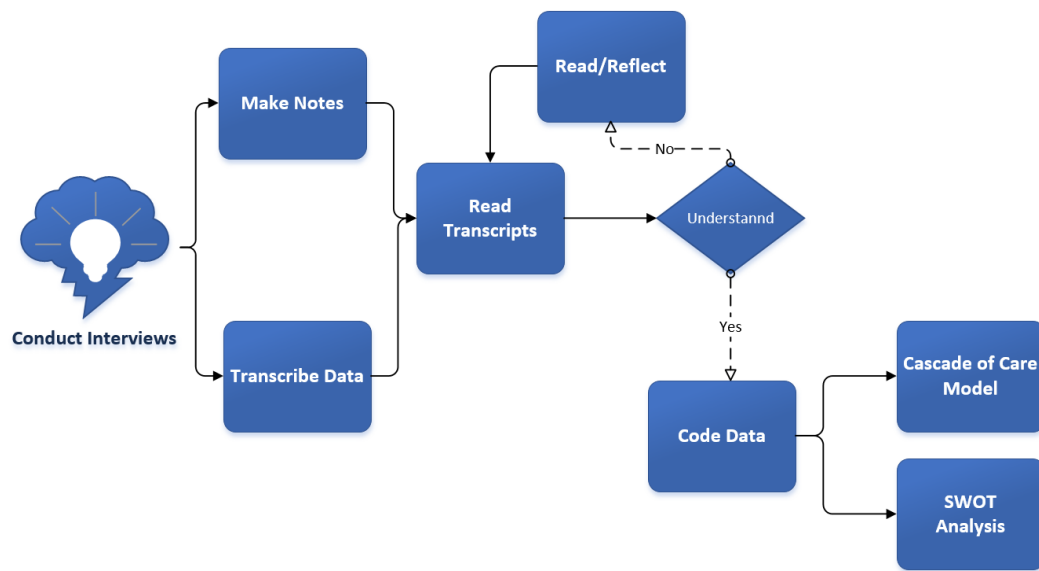 Make Notes
Read/Reflect
No
Read
Transcripts
Understannd
Conduct Interviews
Transcribe Data
Yes
Code Data
Cascade of Care
Model
SWOT
Analysis